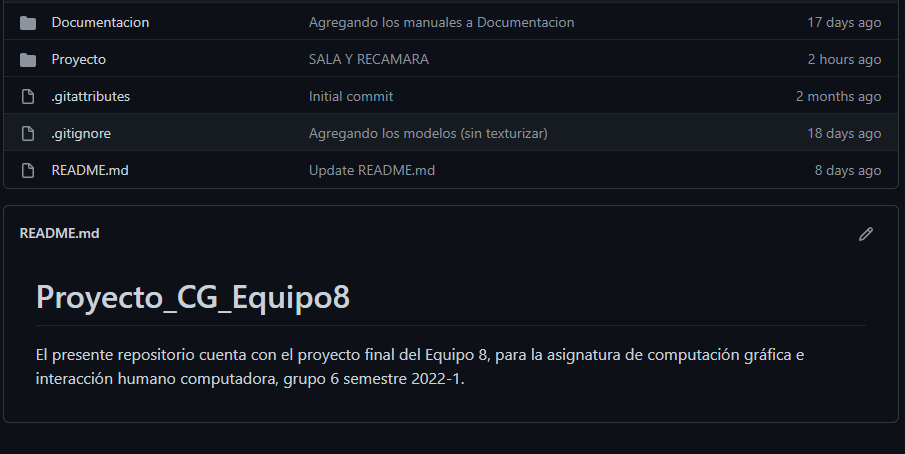 Documentacion Agregando los manuales a Documentacion 17 days ago
Proyecto SALA Y RECAMARA 2 hours ago
.gitattributes Initial commit 2 months ago
.gitignore Agregando los modelos (sin texturizar) 18 days ago
README.md Update README.md 8 days ago
README.md
Proyecto_CG_Equipo8
El presente repositorio cuenta con el proyecto final del Equipo 8, para la asignatura de computación gráfica e
interacción humano computadora, grupo 6 semestre 2022-1.